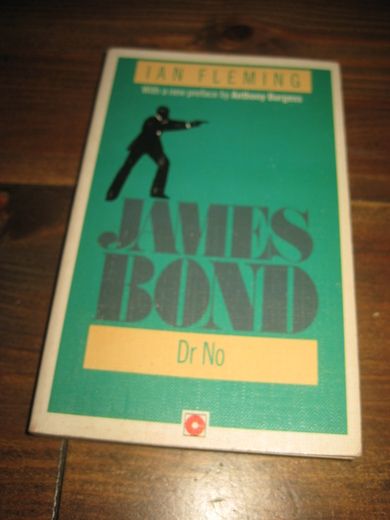 IAN FLEMING
With a new preface by Anthony Burgess
JAMES
BOND
Dr No